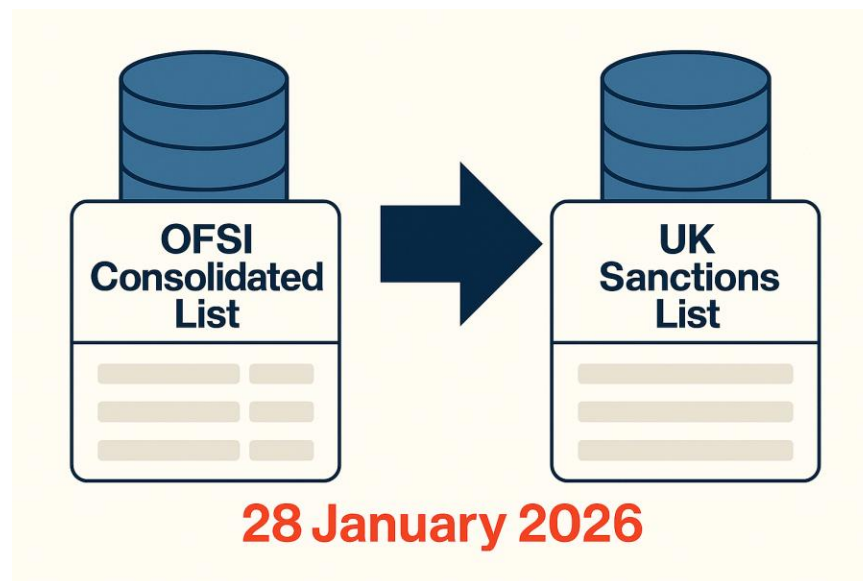 OFSI
Consolidated
List
UK
Sanctions
List
28 January 2026